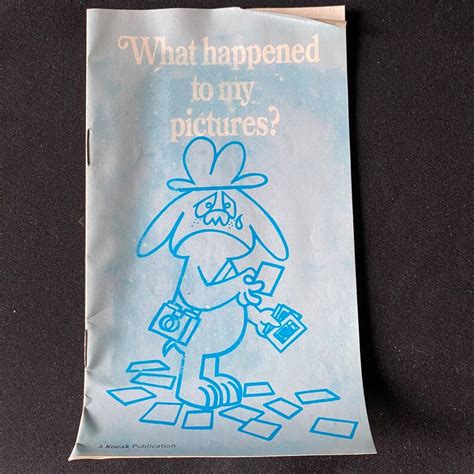 What happened
to my
pictures?
A Kodak Publication